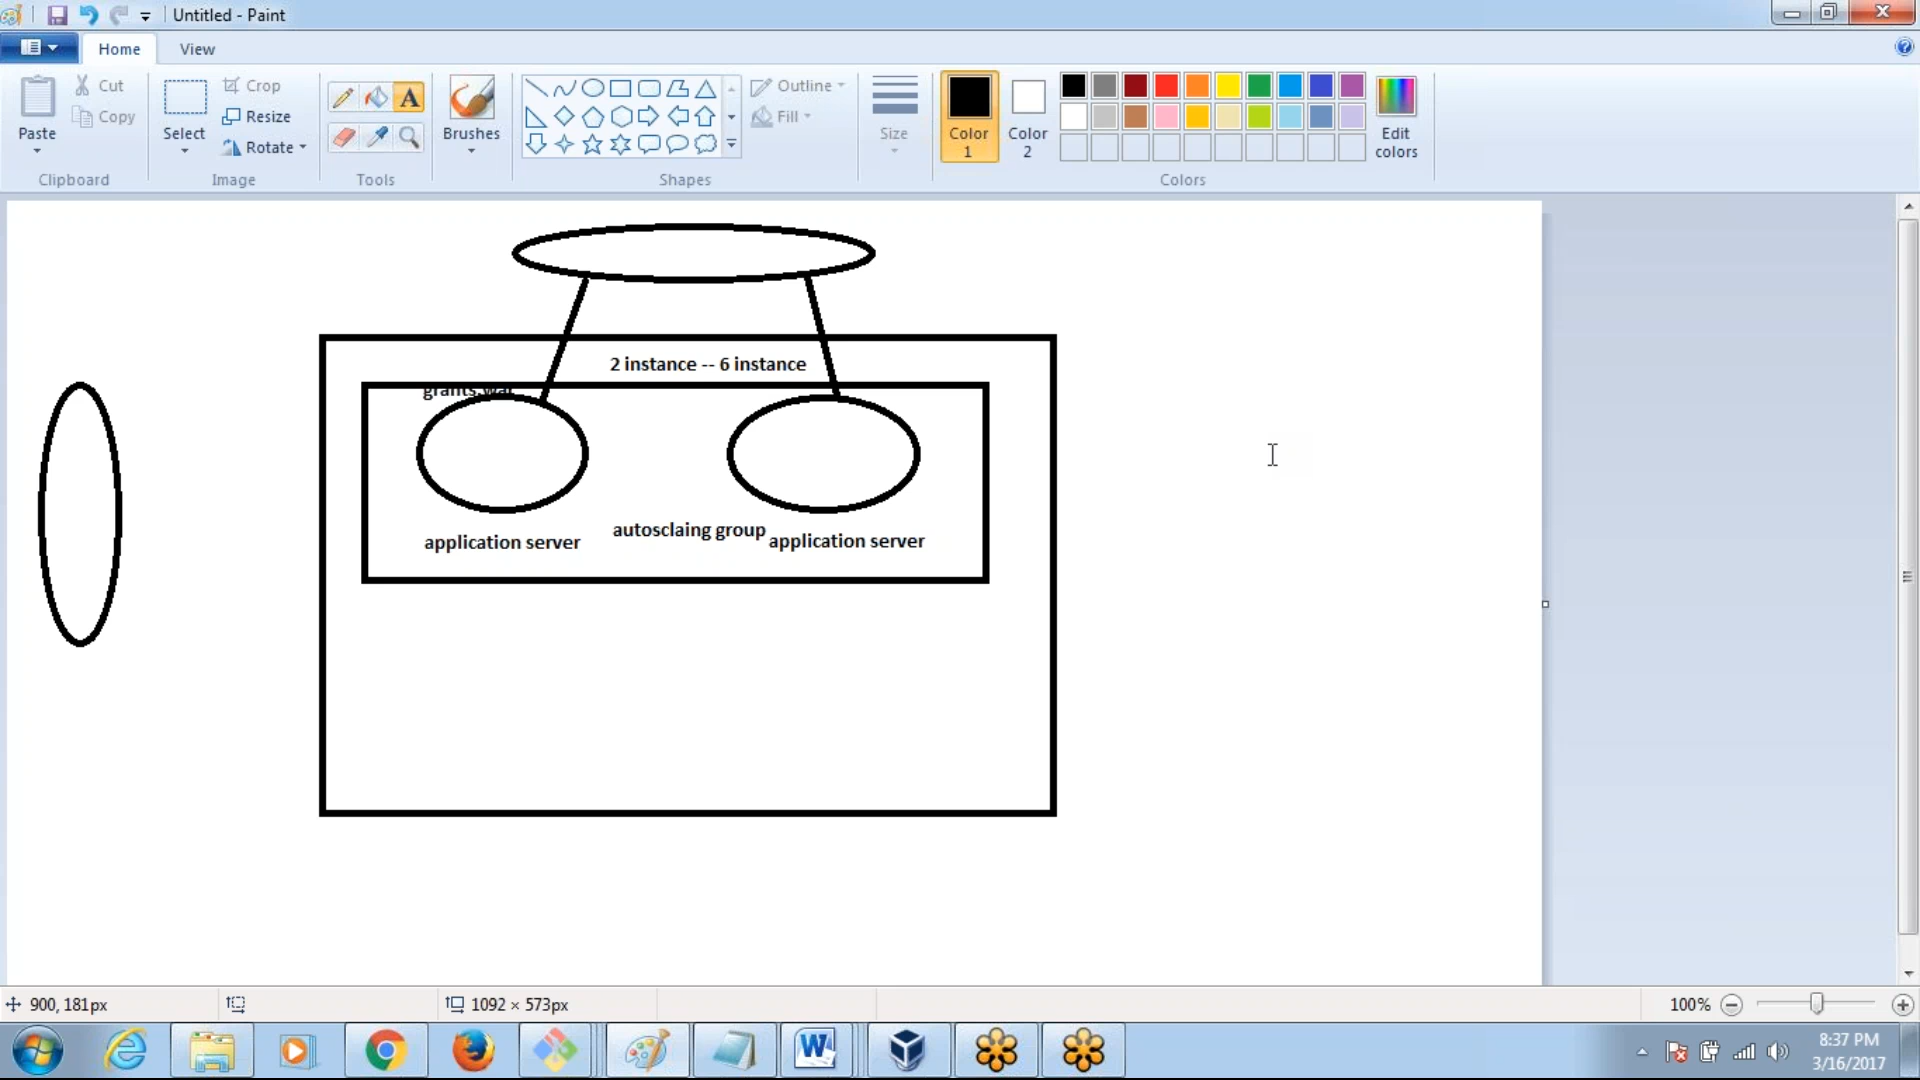 Untitled - Paint
Home
View
Paste
Cut
Copy
Clipboard
Select
Crop
Resize
Rotate
Image
Tools
Brushes
Shapes
Outline
Fill
Size
Color 1
Color 2
Edit colors
Colors
2 instance -- 6 instance
grants.war
application server
autosclaing group
application server
900, 181px
1092 × 573px
100%
8:37 PM
3/16/2017